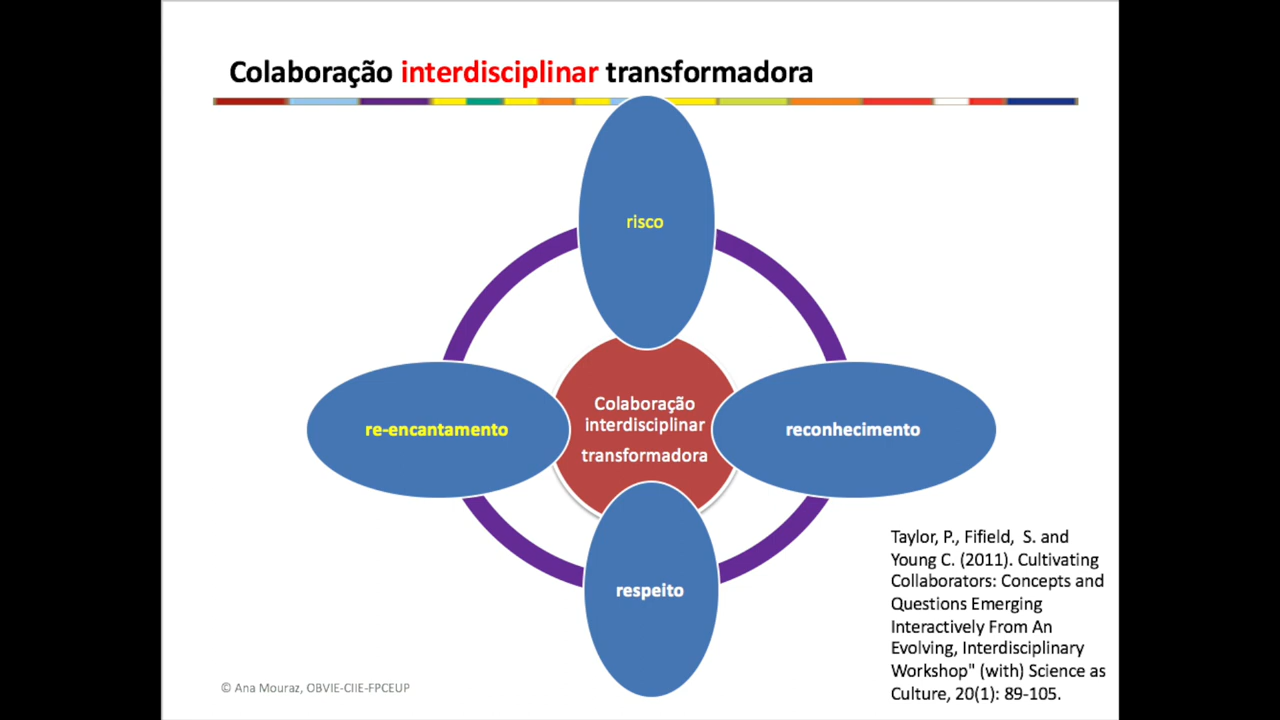 Colaboração interdisciplinar transformadora
risco
re-encantamento
Colaboração
interdisciplinar
transformadora
reconhecimento
respeito
Taylor, P., Fifield, S. and
Young C. (2011). Cultivating
Collaborators: Concepts and
Questions Emerging
Interactively From An
Evolving, Interdisciplinary
Workshop" (with) Science as
Culture, 20(1): 89-105.
© Ana Mouraz, OBVIE-CIIE-FPCEUP